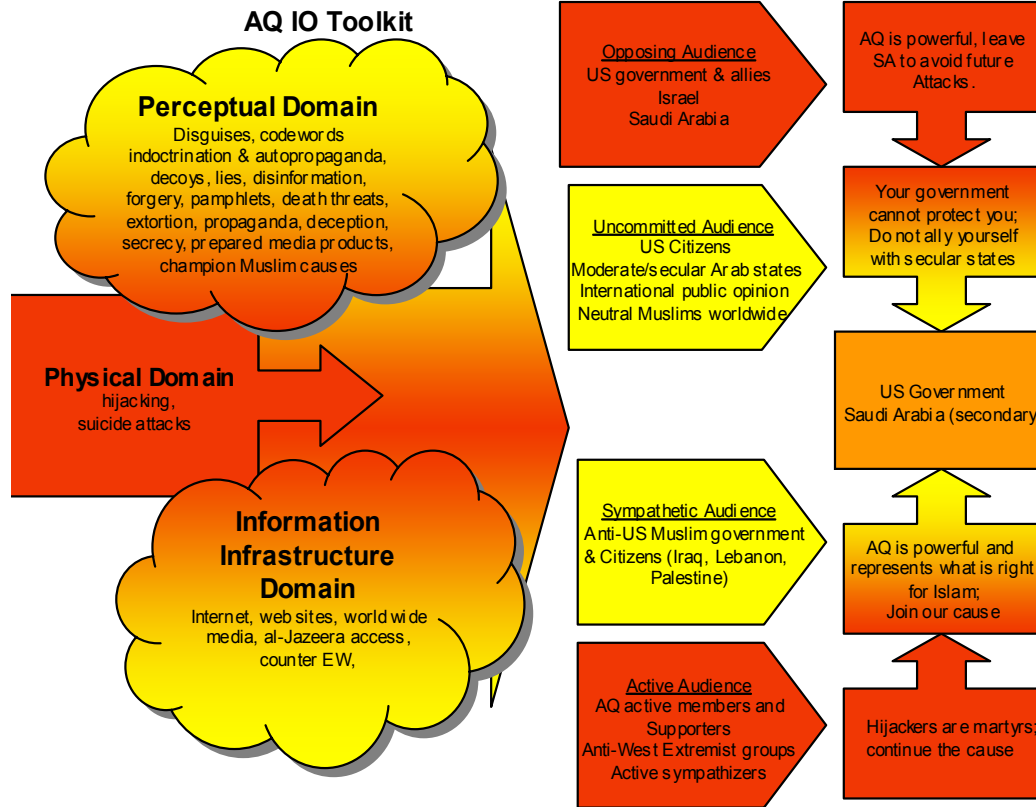 AQ IO Toolkit
Perceptual Domain
Disguises, codewords
indoctrination & autopropaganda,
decoys, lies, disinformation,
forgery, pamphlets, death threats,
extortion, propaganda, deception,
secrecy, prepared media products,
champion Muslim causes
Physical Domain
hijacking,
suicide attacks
Information
Infrastructure
Domain
Internet, web sites, world wide
media, al-Jazeera access,
counter EW,
Opposing Audience
US government & allies
Israel
Saudi Arabia
Uncommitted Audience
US Citizens
Moderate/secular Arab states
International public opinion
Neutral Muslims worldwide
Sympathetic Audience
Anti-US Muslim government
& Citizens (Iraq, Lebanon,
Palestine)
Active Audience
AQ active members and
Supporters
Anti-West Extremist groups
Active sympathizers
AQ is powerful, leave
SA to avoid future
Attacks.
Your government
cannot protect you;
Do not ally yourself
with secular states
US Government
Saudi Arabia (secondary
AQ is powerful and
represents what is right
for Islam;
Join our cause
Hijackers are martyrs;
continue the cause